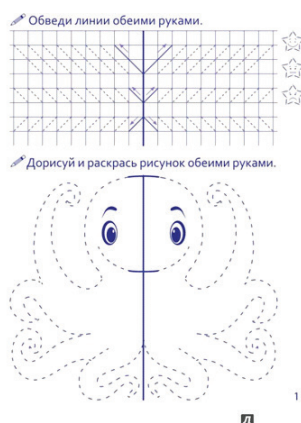 Обведи линии обеими руками.
Дорисуй и раскрась рисунок обеими руками.
1
Д